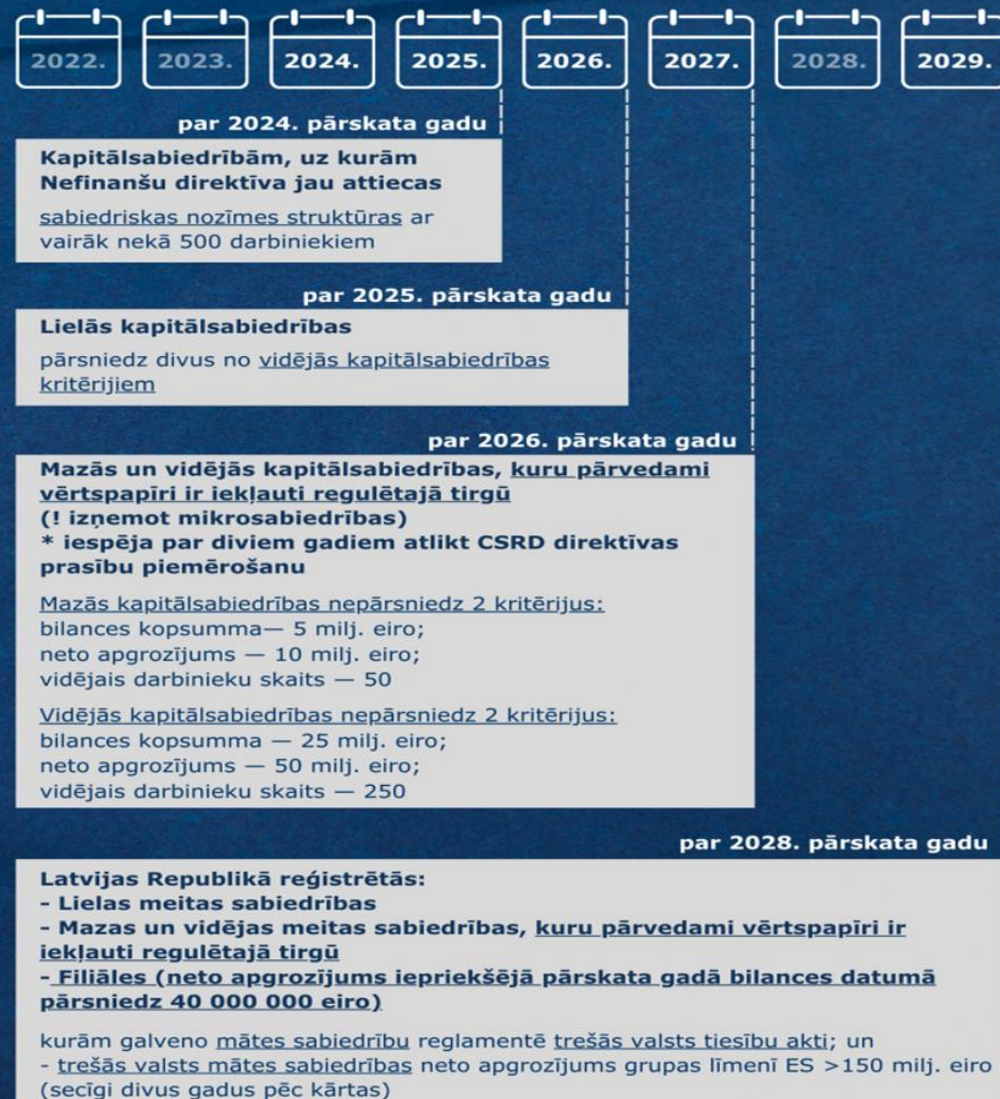 2022. 2023. 2024. 2025. 2026. 2027. 2028. 2029.
par 2024. pārskata gadu
Kapitālsabiedrībām, uz kurām
Nefinanšu direktīva jau attiecas
sabiedriskas nozīmes struktūras ar
vairāk nekā 500 darbiniekiem
par 2025. pārskata gadu
Lielās kapitālsabiedrības
pārsniedz divus no vidējās kapitālsabiedrības
kritērijiem
par 2026. pārskata gadu
Mazās un vidējās kapitālsabiedrības, kuru pārvedami
vērtspapīri ir iekļauti regulētajā tirgū
(! izņemot mikrosabiedrības)
* iespēja par diviem gadiem atlikt CSRD direktīvas
prasību piemērošanu
Mazās kapitālsabiedrības nepārsniedz 2 kritērijus:
bilances kopsumma— 5 milj. eiro;
neto apgrozījums — 10 milj. eiro;
vidējais darbinieku skaits — 50
Vidējās kapitālsabiedrības nepārsniedz 2 kritērijus:
bilances kopsumma — 25 milj. eiro;
neto apgrozījums — 50 milj. eiro;
vidējais darbinieku skaits — 250
par 2028. pārskata gadu
Latvijas Republikā reģistrētās:
- Lielas meitas sabiedrības
- Mazas un vidējas meitas sabiedrības, kuru pārvedami vērtspapīri ir
iekļauti regulētajā tirgū
- Filiāles (neto apgrozījums iepriekšējā pārskata gadā bilances datumā
pārsniedz 40 000 000 eiro)
kurām galveno mātes sabiedrību reglamentē trešās valsts tiesību akti; un
- trešās valsts mātes sabiedrības neto apgrozījums grupas līmenī ES >150 milj. eiro
(secīgi divus gadus pēc kārtas)